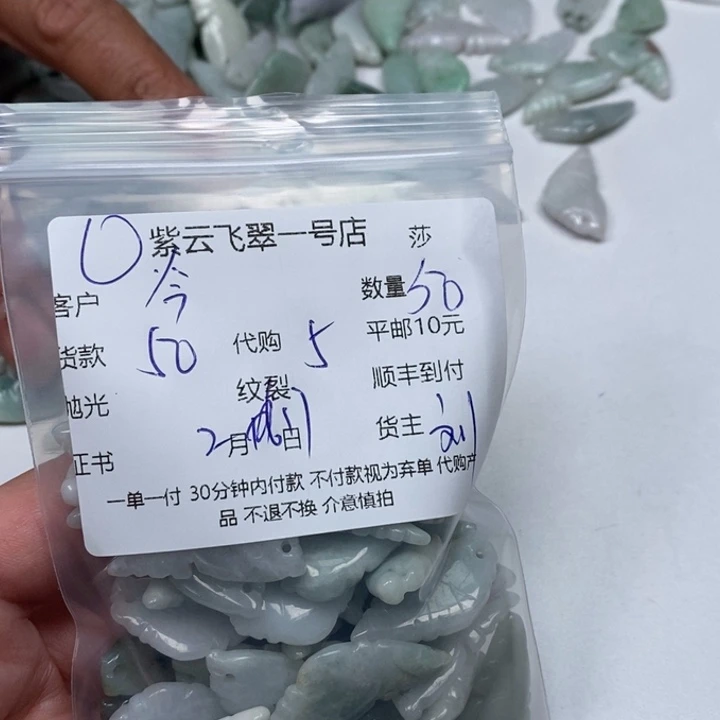 紫云飞翠一号店 莎
客户 今 数量 50
货款 50 代购 5 平邮10元
抛光 纹裂 顺丰到付
2月 日 货主 刘
证书
一单一付 30分钟内付款 不付款视为弃单 代购产
品 不退不换 介意慎拍